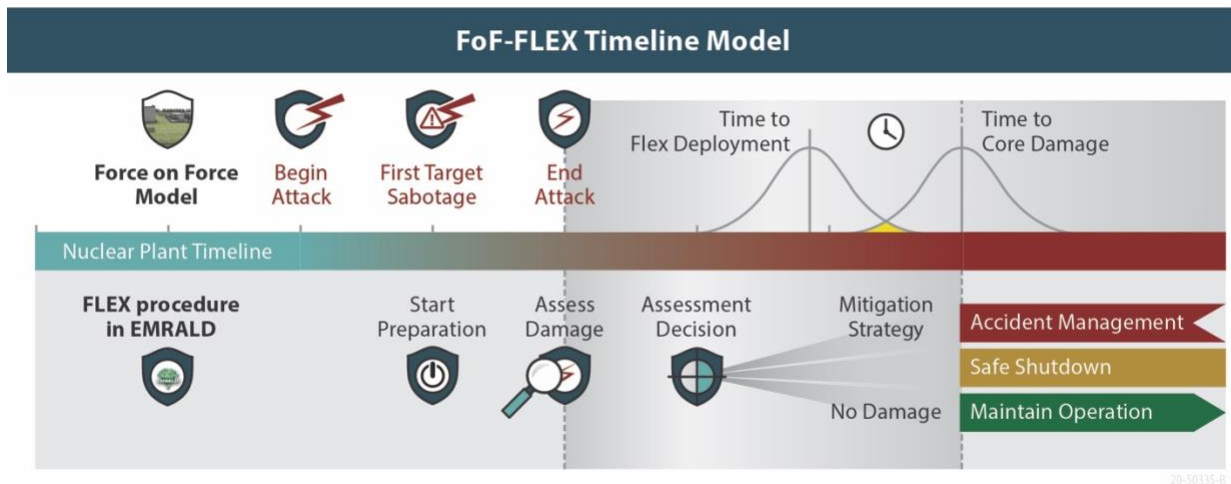 FoF-FLEX Timeline Model
Force on Force
Model
Begin
Attack
First Target
Sabotage
End
Attack
Time to
Flex Deployment
Time to
Core Damage
Nuclear Plant Timeline
FLEX procedure
in EMRALD
Start
Preparation
Assess
Damage
Assessment
Decision
Mitigation
Strategy
No Damage
Accident Management
Safe Shutdown
Maintain Operation
20-50335-B